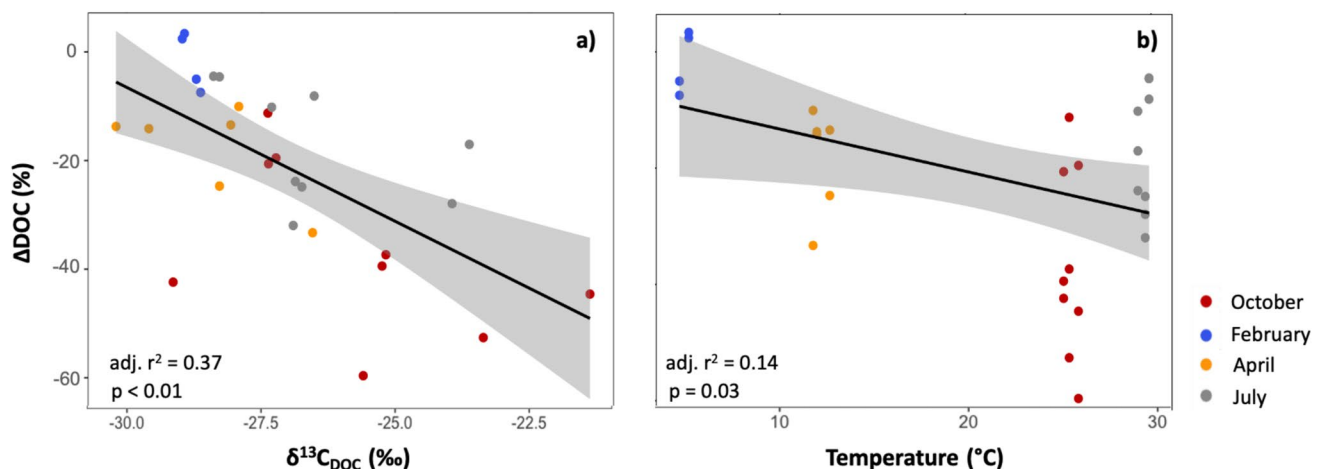 a)
b)
ΔDOC (%)
0
-20
-40
-60
adj. r² = 0.37
p < 0.01
adj. r² = 0.14
p = 0.03
-30.0 -27.5 -25.0 -22.5
10 20 30
δ¹³C_DOC (‰)
Temperature (°C)
October
February
April
July